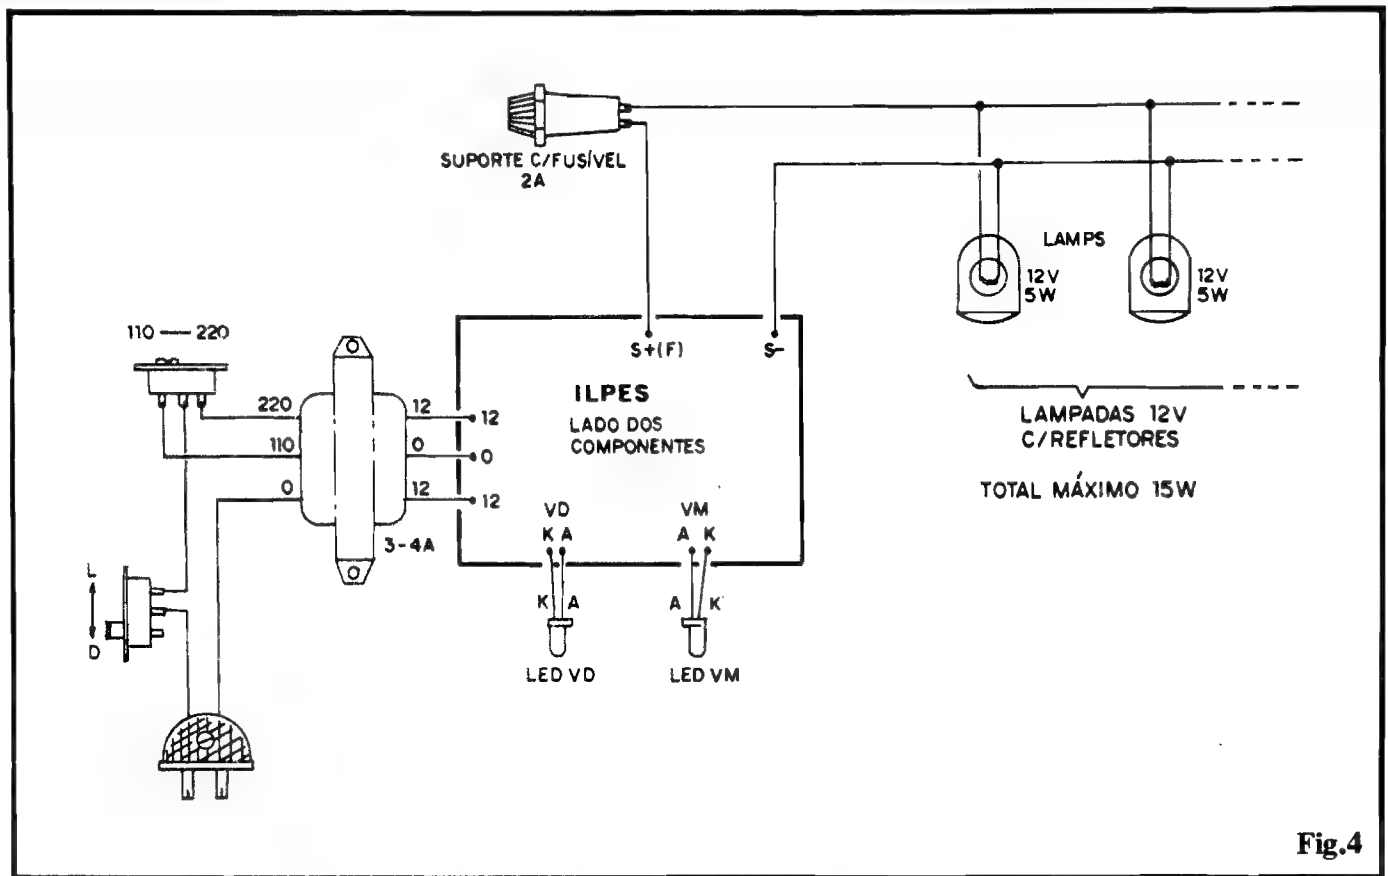 SUPORTE C/FUSÍVEL
2A
LAMPS
12V
5W
12V
5W
110 — 220
S+(F)
S-
ILPES
LADO DOS
COMPONENTES
220
110
0
12
0
12
12
0
12
3-4A
LAMPADAS 12V
C/REFLETORES
TOTAL MÁXIMO 15W
VD
K A
VM
A K
L
D
K A
A K
LED VD
LED VM
Fig.4